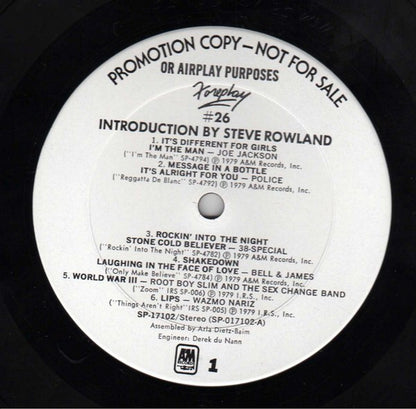 PROMOTION COPY—NOT FOR SALE
OR AIRPLAY PURPOSES
Foreplay
#26
INTRODUCTION BY STEVE ROWLAND
1. IT'S DIFFERENT FOR GIRLS
I'M THE MAN — JOE JACKSON
("I'm The Man" SP-4794) Ⓟ 1979 A&M Records, Inc.
2. MESSAGE IN A BOTTLE
IT'S ALRIGHT FOR YOU — POLICE
("Reggatta De Blanc" SP-4792) Ⓟ 1979 A&M Records, Inc.
3. ROCKIN' INTO THE NIGHT
STONE COLD BELIEVER — 38-SPECIAL
("Rockin' Into The Night" SP-4782) Ⓟ 1979 A&M Records, Inc.
4. SHAKEDOWN
LAUGHING IN THE FACE OF LOVE — BELL & JAMES
("Only Make Believe" SP-4784) Ⓟ 1979 A&M Records, Inc.
5. WORLD WAR III — ROOT BOY SLIM AND THE SEX CHANGE BAND
("Zoom" IRS SP-006) Ⓟ 1979 I.R.S., Inc.
6. LIPS — WAZMO NARIZ
("Things Aren't Right" IRS SP-005) Ⓟ 1979 I.R.S., Inc.
SP-17102/Stereo (SP-017102-A)
Assembled by Arla Dietz-Baim
Engineer: Derek du Nann
A&M
1